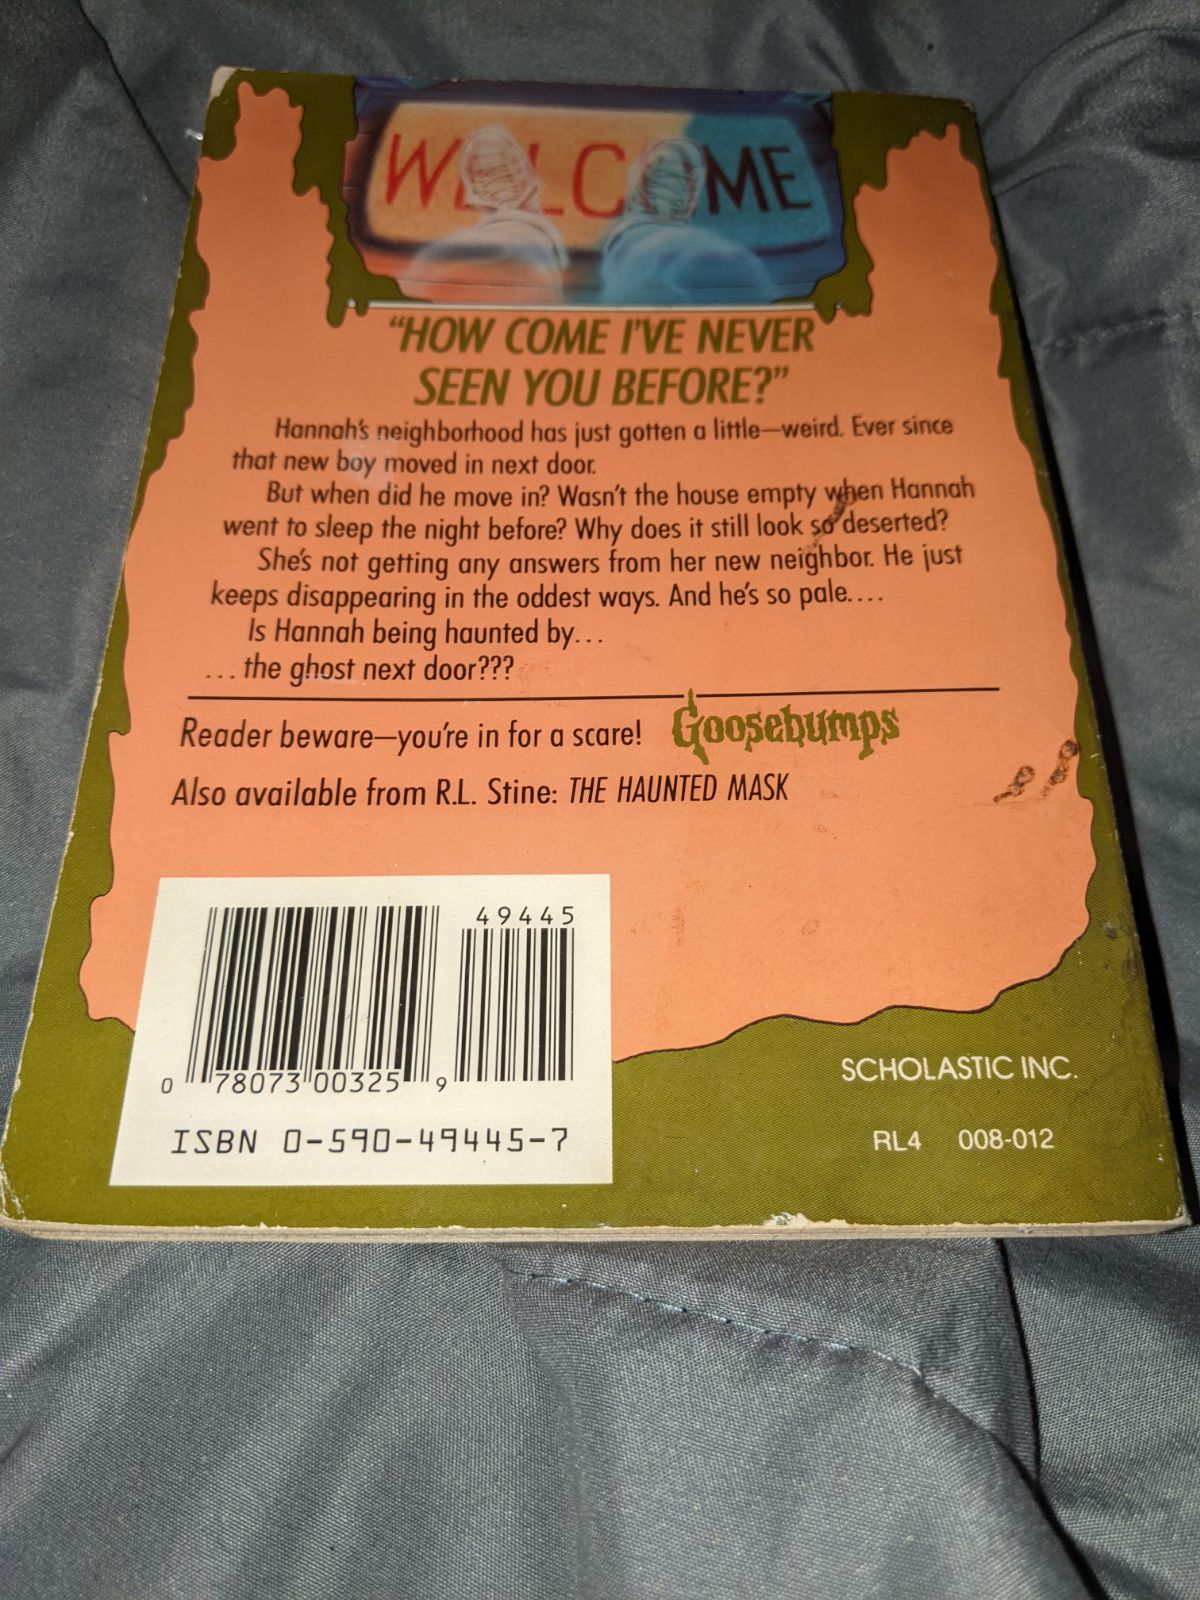 WELCOME
“HOW COME I'VE NEVER
SEEN YOU BEFORE?”
Hannah's neighborhood has just gotten a little—weird. Ever since
that new boy moved in next door.
But when did he move in? Wasn't the house empty when Hannah
went to sleep the night before? Why does it still look so deserted?
She's not getting any answers from her new neighbor. He just
keeps disappearing in the oddest ways. And he's so pale....
Is Hannah being haunted by...
...the ghost next door???
Reader beware—you're in for a scare! Goosebumps
Also available from R.L. Stine: THE HAUNTED MASK
49445
0 78073 00325 9
ISBN 0-590-49445-7
SCHOLASTIC INC.
RL4 008-012